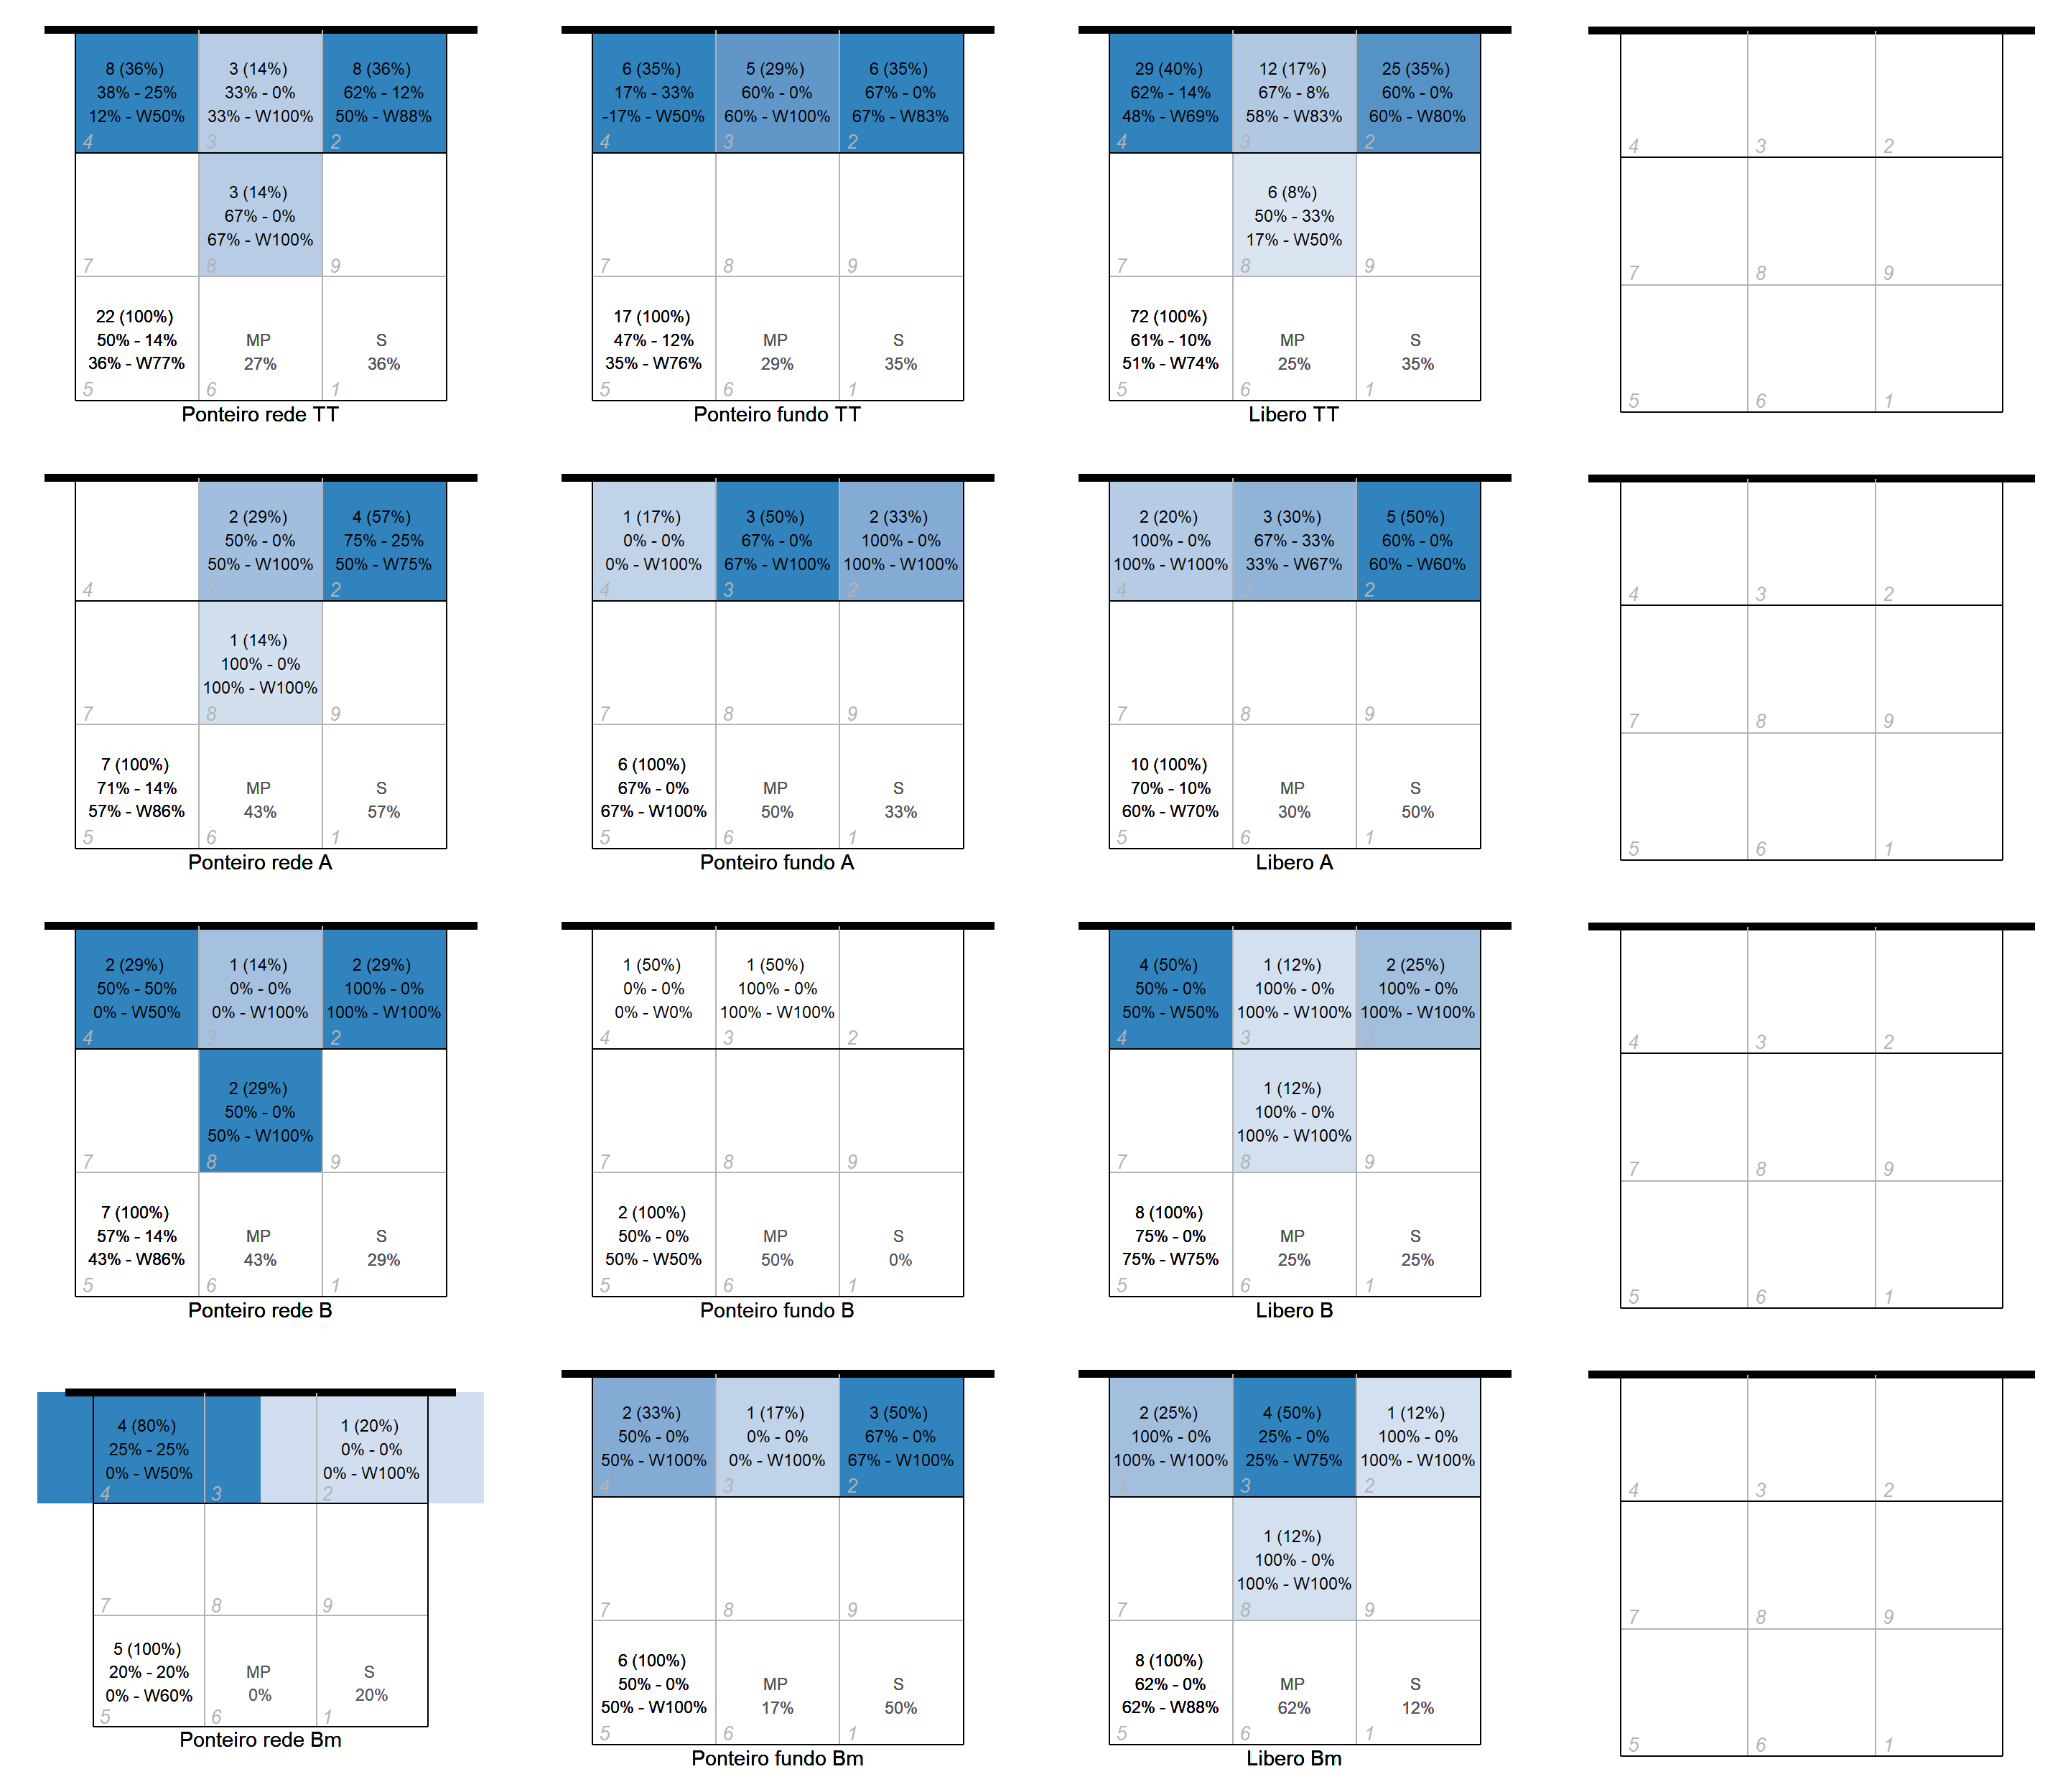 8 (36%)
38% - 25%
12% - W50%
4
3 (14%)
33% - 0%
33% - W100%
3
8 (36%)
62% - 12%
50% - W88%
2
7
3 (14%)
67% - 0%
67% - W100%
8
9
22 (100%)
50% - 14%
36% - W77%
5
MP
27%
6
S
36%
1
Ponteiro rede TT
6 (35%)
17% - 33%
-17% - W50%
4
5 (29%)
60% - 0%
60% - W100%
3
6 (35%)
67% - 0%
67% - W83%
2
7
8
9
17 (100%)
47% - 12%
35% - W76%
5
MP
29%
6
S
35%
1
Ponteiro fundo TT
29 (40%)
62% - 14%
48% - W69%
4
12 (17%)
67% - 8%
58% - W83%
3
25 (35%)
60% - 0%
60% - W80%
2
7
6 (8%)
50% - 33%
17% - W50%
8
9
72 (100%)
61% - 10%
51% - W74%
5
MP
25%
6
S
35%
1
Libero TT
4
3
2
7
8
9
5
6
1
4
2 (29%)
50% - 0%
50% - W100%
3
4 (57%)
75% - 25%
50% - W75%
2
7
1 (14%)
100% - 0%
100% - W100%
8
9
7 (100%)
71% - 14%
57% - W86%
5
MP
43%
6
S
57%
1
Ponteiro rede A
1 (17%)
0% - 0%
0% - W100%
4
3 (50%)
67% - 0%
67% - W100%
3
2 (33%)
100% - 0%
100% - W100%
2
7
8
9
6 (100%)
67% - 0%
67% - W100%
5
MP
50%
6
S
33%
1
Ponteiro fundo A
2 (20%)
100% - 0%
100% - W100%
4
3 (30%)
67% - 33%
33% - W67%
3
5 (50%)
60% - 0%
60% - W60%
2
7
8
9
10 (100%)
70% - 10%
60% - W70%
5
MP
30%
6
S
50%
1
Libero A
4
3
2
7
8
9
5
6
1
2 (29%)
50% - 50%
0% - W50%
4
1 (14%)
0% - 0%
0% - W100%
3
2 (29%)
100% - 0%
100% - W100%
2
7
2 (29%)
50% - 0%
50% - W100%
8
9
7 (100%)
57% - 14%
43% - W86%
5
MP
43%
6
S
29%
1
Ponteiro rede B
1 (50%)
0% - 0%
0% - W0%
4
1 (50%)
100% - 0%
100% - W100%
3
2
7
8
9
2 (100%)
50% - 0%
50% - W50%
5
MP
50%
6
S
0%
1
Ponteiro fundo B
4 (50%)
50% - 0%
50% - W50%
4
1 (12%)
100% - 0%
100% - W100%
3
2 (25%)
100% - 0%
100% - W100%
2
7
1 (12%)
100% - 0%
100% - W100%
8
9
8 (100%)
75% - 0%
75% - W75%
5
MP
25%
6
S
25%
1
Libero B
4
3
2
7
8
9
5
6
1
4 (80%)
25% - 25%
0% - W50%
4
3
1 (20%)
0% - 0%
0% - W100%
2
7
8
9
5 (100%)
20% - 20%
0% - W60%
5
MP
0%
6
S
20%
1
Ponteiro rede Bm
2 (33%)
50% - 0%
50% - W100%
4
1 (17%)
0% - 0%
0% - W100%
3
3 (50%)
67% - 0%
67% - W100%
2
7
8
9
6 (100%)
50% - 0%
50% - W100%
5
MP
17%
6
S
50%
1
Ponteiro fundo Bm
2 (25%)
100% - 0%
100% - W100%
4
4 (50%)
25% - 0%
25% - W75%
3
1 (12%)
100% - 0%
100% - W100%
2
7
1 (12%)
100% - 0%
100% - W100%
8
9
8 (100%)
62% - 0%
62% - W88%
5
MP
62%
6
S
12%
1
Libero Bm
4
3
2
7
8
9
5
6
1